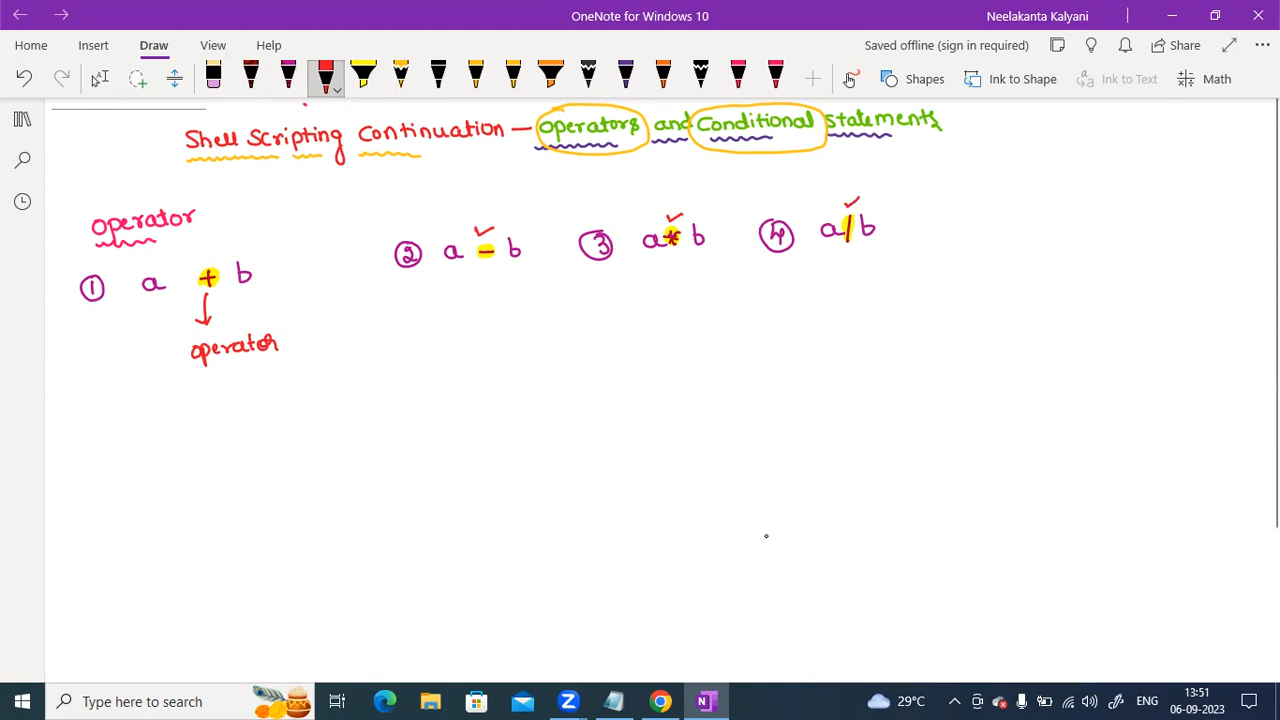 OneNote for Windows 10
Neelakanta Kalyani
Home Insert Draw View Help
Saved offline (sign in required)
Share
Shapes Ink to Shape Ink to Text Math
Shell Scripting Continuation — Operators and Conditional statements
Operator
① a + b
② a - b
③ a * b
④ a / b
operator
Type here to search
29°C
ENG
13:51
06-09-2023